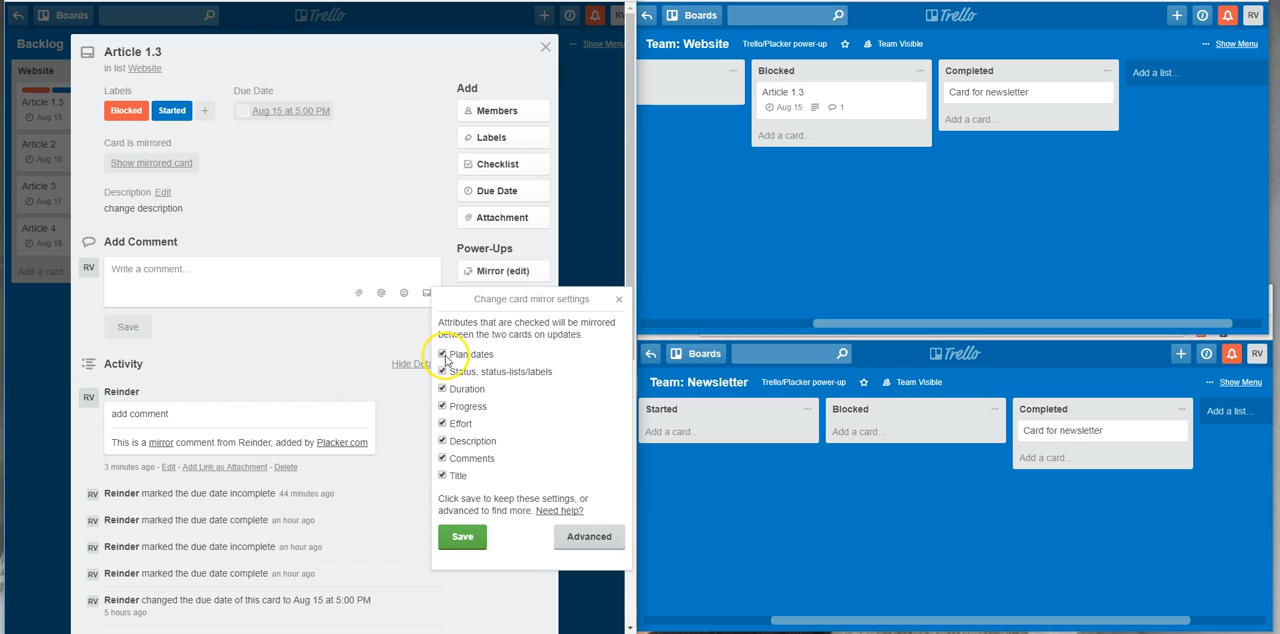 Boards
Trello
RV
Backlog
Show Menu
Website
Article 1.3
Aug 15
Article 2
Aug 16
Article 3
Aug 17
Article 4
Aug 18
Add a card
Article 1.3
in list Website
Labels
Due Date
Blocked
Started
+
Aug 15 at 5:00 PM
Card is mirrored
Show mirrored card
Description Edit
change description
Add Comment
RV
Write a comment…
Save
Activity
Hide Deta
RV
Reinder
add comment
This is a mirror comment from Reinder, added by Placker.com
3 minutes ago - Edit - Add Link as Attachment - Delete
RV Reinder marked the due date incomplete 44 minutes ago
RV Reinder marked the due date complete an hour ago
RV Reinder marked the due date incomplete an hour ago
RV Reinder marked the due date complete an hour ago
RV Reinder changed the due date of this card to Aug 15 at 5:00 PM
5 hours ago
Add
Members
Labels
Checklist
Due Date
Attachment
Power-Ups
Mirror (edit)
Change card mirror settings
Attributes that are checked will be mirrored
between the two cards on updates.
Plan dates
Status, status-lists/labels
Duration
Progress
Effort
Description
Comments
Title
Click save to keep these settings, or
advanced to find more. Need help?
Save
Advanced
Boards
Trello
RV
Team: Website
Trello/Placker power-up
Team Visible
... Show Menu
Blocked
Article 1.3
Aug 15
1
Add a card…
Completed
Card for newsletter
Add a card…
Add a list…
Boards
Trello
RV
Team: Newsletter
Trello/Placker power-up
Team Visible
... Show Menu
Started
Add a card…
Blocked
Add a card…
Completed
Card for newsletter
Add a card…
Add a list…